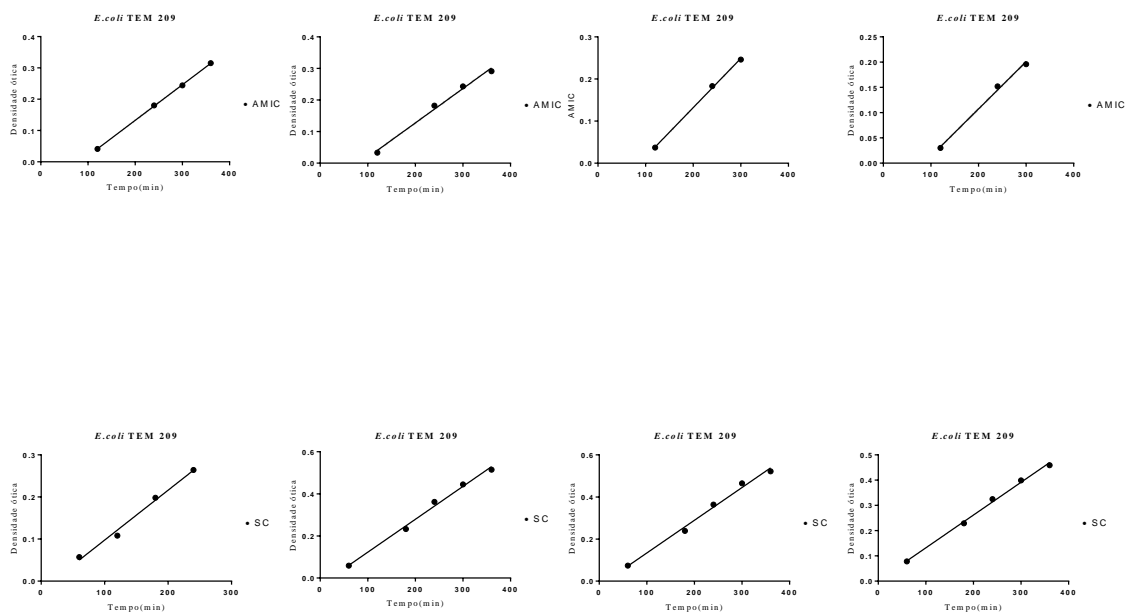 E.coli TEM 209
0.4
0.3
0.2
0.1
0.0
Densidade ótica
0 100 200 300 400
Tempo(min)
AMIC
E.coli TEM 209
0.4
0.3
0.2
0.1
0.0
Densidade ótica
0 100 200 300 400
Tempo(min)
AMIC
E.coli TEM 209
0.3
0.2
0.1
0.0
AMIC
0 100 200 300 400
Tempo(min)
AMIC
E.coli TEM 209
0.25
0.20
0.15
0.10
0.05
0.00
Densidade ótica
0 100 200 300 400
Tempo(min)
AMIC
E.coli TEM 209
0.3
0.2
0.1
0.0
Densidade ótica
0 100 200 300
Tempo(min)
SC
E.coli TEM 209
0.6
0.4
0.2
0.0
Densidade ótica
0 100 200 300 400
Tempo(min)
SC
E.coli TEM 209
0.6
0.4
0.2
0.0
Densidade ótica
0 100 200 300 400
Tempo(min)
SC
E.coli TEM 209
0.5
0.4
0.3
0.2
0.1
0.0
Densidade ótica
0 100 200 300 400
Tempo(min)
SC